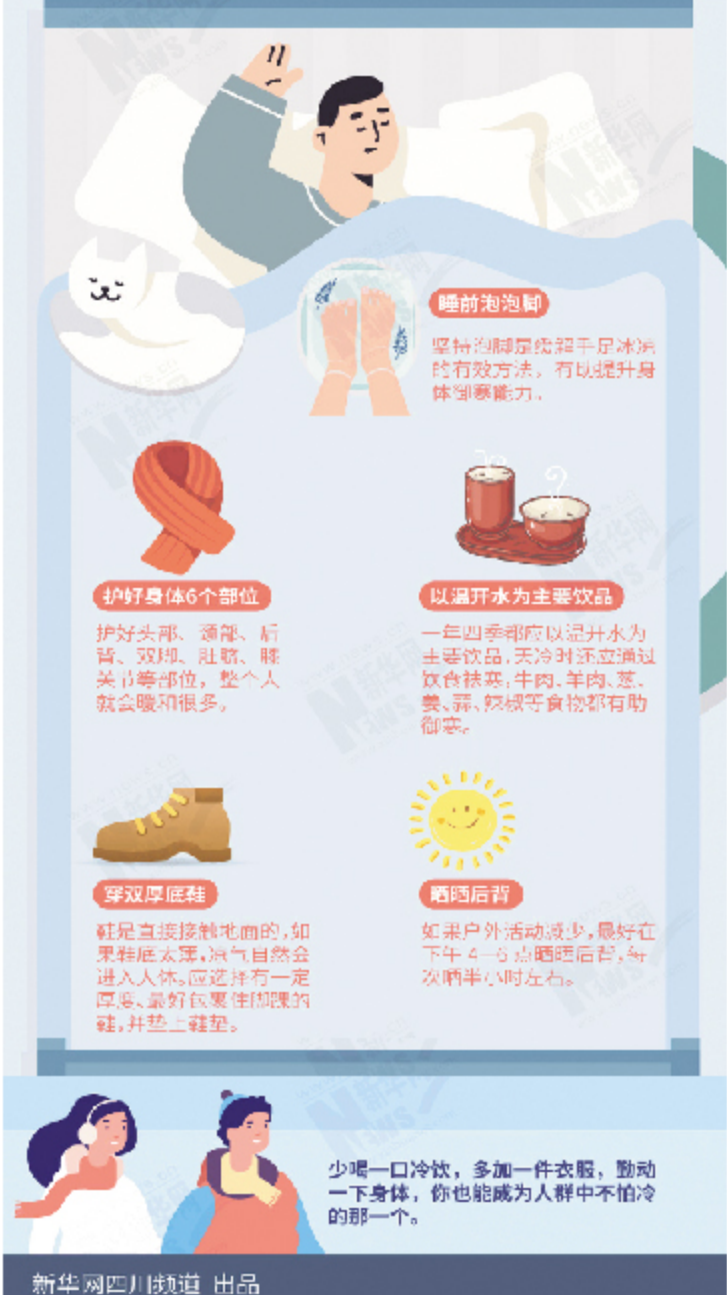 睡前泡泡脚
坚持泡脚是缓解手足冰冻
的有效方法，有助提升身
体御寒能力。
护好身体6个部位
护好头部、颈部、后
背、双脚、肚脐、膝
关节等部位，整个人
就会暖和很多。
以温开水为主要饮品
一年四季都应以温开水为
主要饮品,天冷时还应通过
饮食祛寒,牛肉、羊肉、葱、
姜、蒜、辣椒等食物都有助
御寒。
穿双厚底鞋
鞋是直接接触地面的,如
果鞋底太薄,凉气自然会
进入人体。应选择有一定
厚度、最好包裹住脚踝的
鞋,并垫上鞋垫。
晒晒后背
如果户外活动减少,最好在
下午 4—6 点晒晒后背,每
次晒半小时左右。
少喝一口冷饮，多加一件衣服，勤动
一下身体，你也能成为人群中不怕冷
的那一个。
新华网四川频道 出品